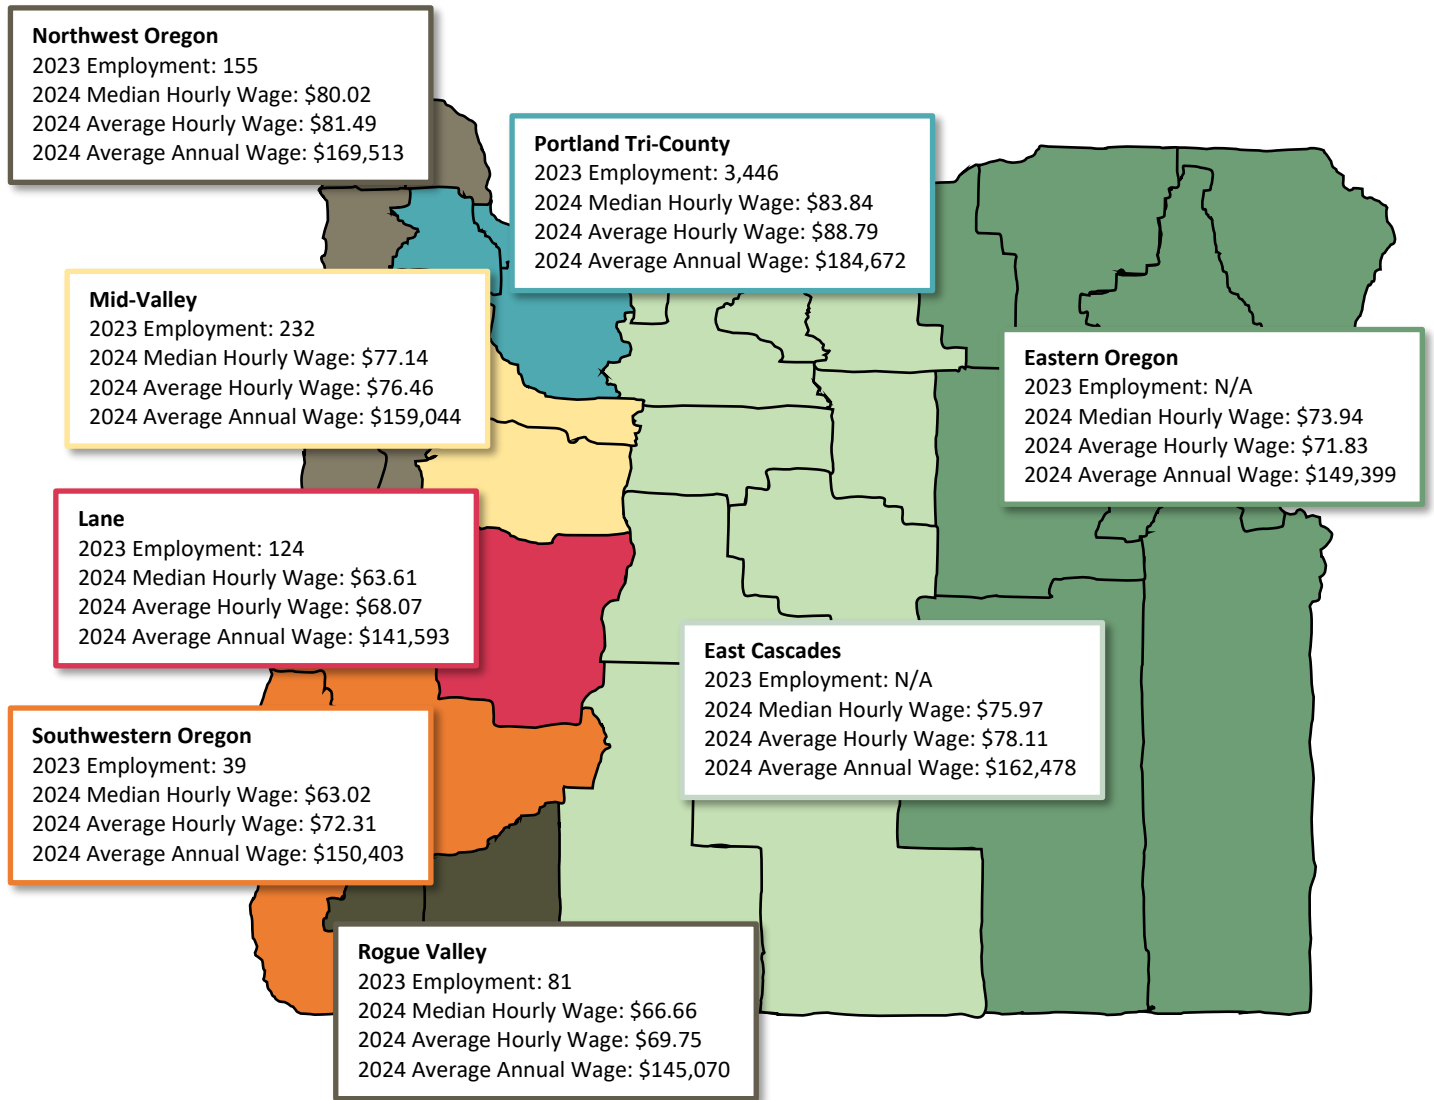 Northwest Oregon
2023 Employment: 155
2024 Median Hourly Wage: $80.02
2024 Average Hourly Wage: $81.49
2024 Average Annual Wage: $169,513
Portland Tri-County
2023 Employment: 3,446
2024 Median Hourly Wage: $83.84
2024 Average Hourly Wage: $88.79
2024 Average Annual Wage: $184,672
Mid-Valley
2023 Employment: 232
2024 Median Hourly Wage: $77.14
2024 Average Hourly Wage: $76.46
2024 Average Annual Wage: $159,044
Eastern Oregon
2023 Employment: N/A
2024 Median Hourly Wage: $73.94
2024 Average Hourly Wage: $71.83
2024 Average Annual Wage: $149,399
Lane
2023 Employment: 124
2024 Median Hourly Wage: $63.61
2024 Average Hourly Wage: $68.07
2024 Average Annual Wage: $141,593
East Cascades
2023 Employment: N/A
2024 Median Hourly Wage: $75.97
2024 Average Hourly Wage: $78.11
2024 Average Annual Wage: $162,478
Southwestern Oregon
2023 Employment: 39
2024 Median Hourly Wage: $63.02
2024 Average Hourly Wage: $72.31
2024 Average Annual Wage: $150,403
Rogue Valley
2023 Employment: 81
2024 Median Hourly Wage: $66.66
2024 Average Hourly Wage: $69.75
2024 Average Annual Wage: $145,070